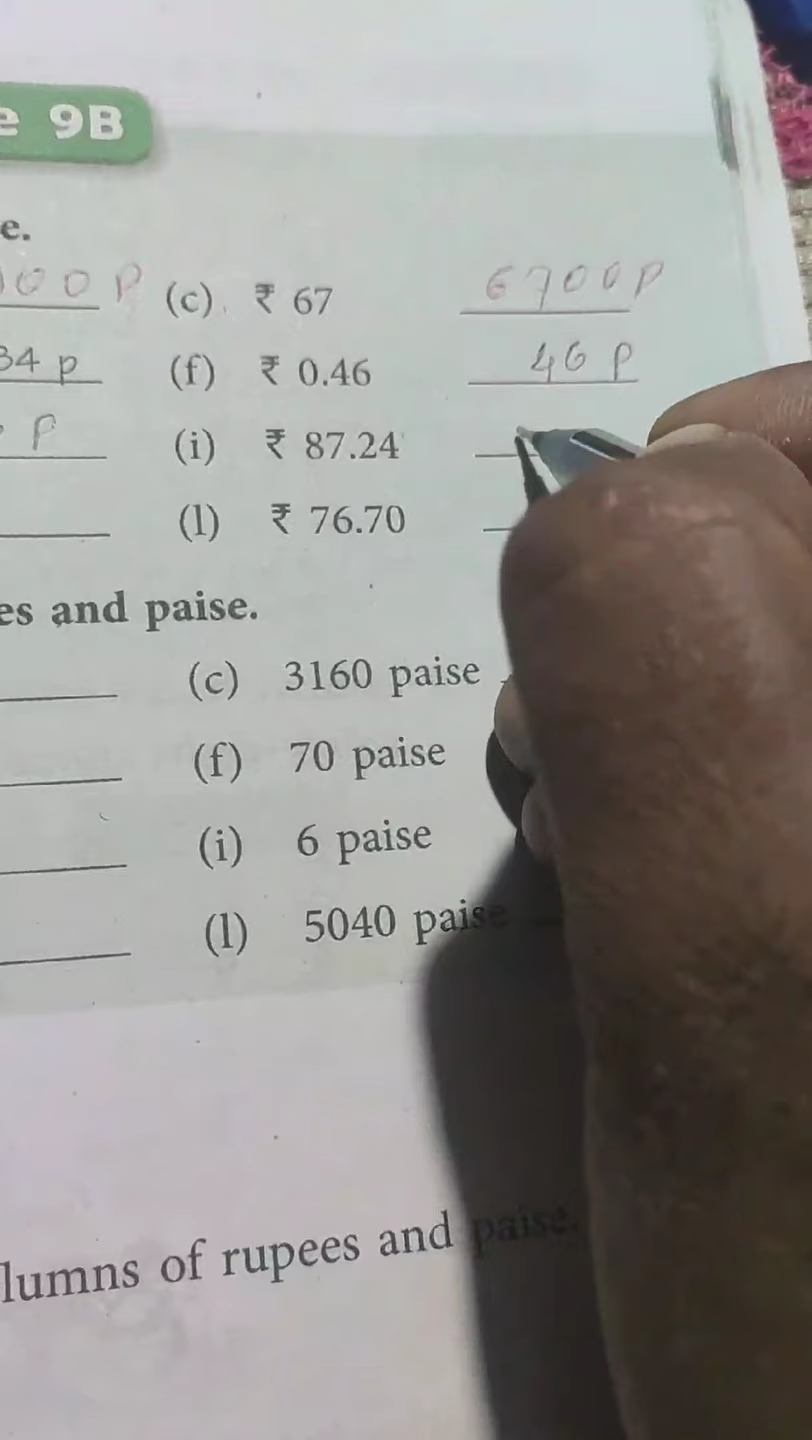 e 9B
e.
100P (c) ₹ 67 6700P
34 p (f) ₹ 0.46 46 P
P (i) ₹ 87.24
(l) ₹ 76.70
es and paise.
(c) 3160 paise
(f) 70 paise
(i) 6 paise
(l) 5040 paise
lumns of rupees and paise.